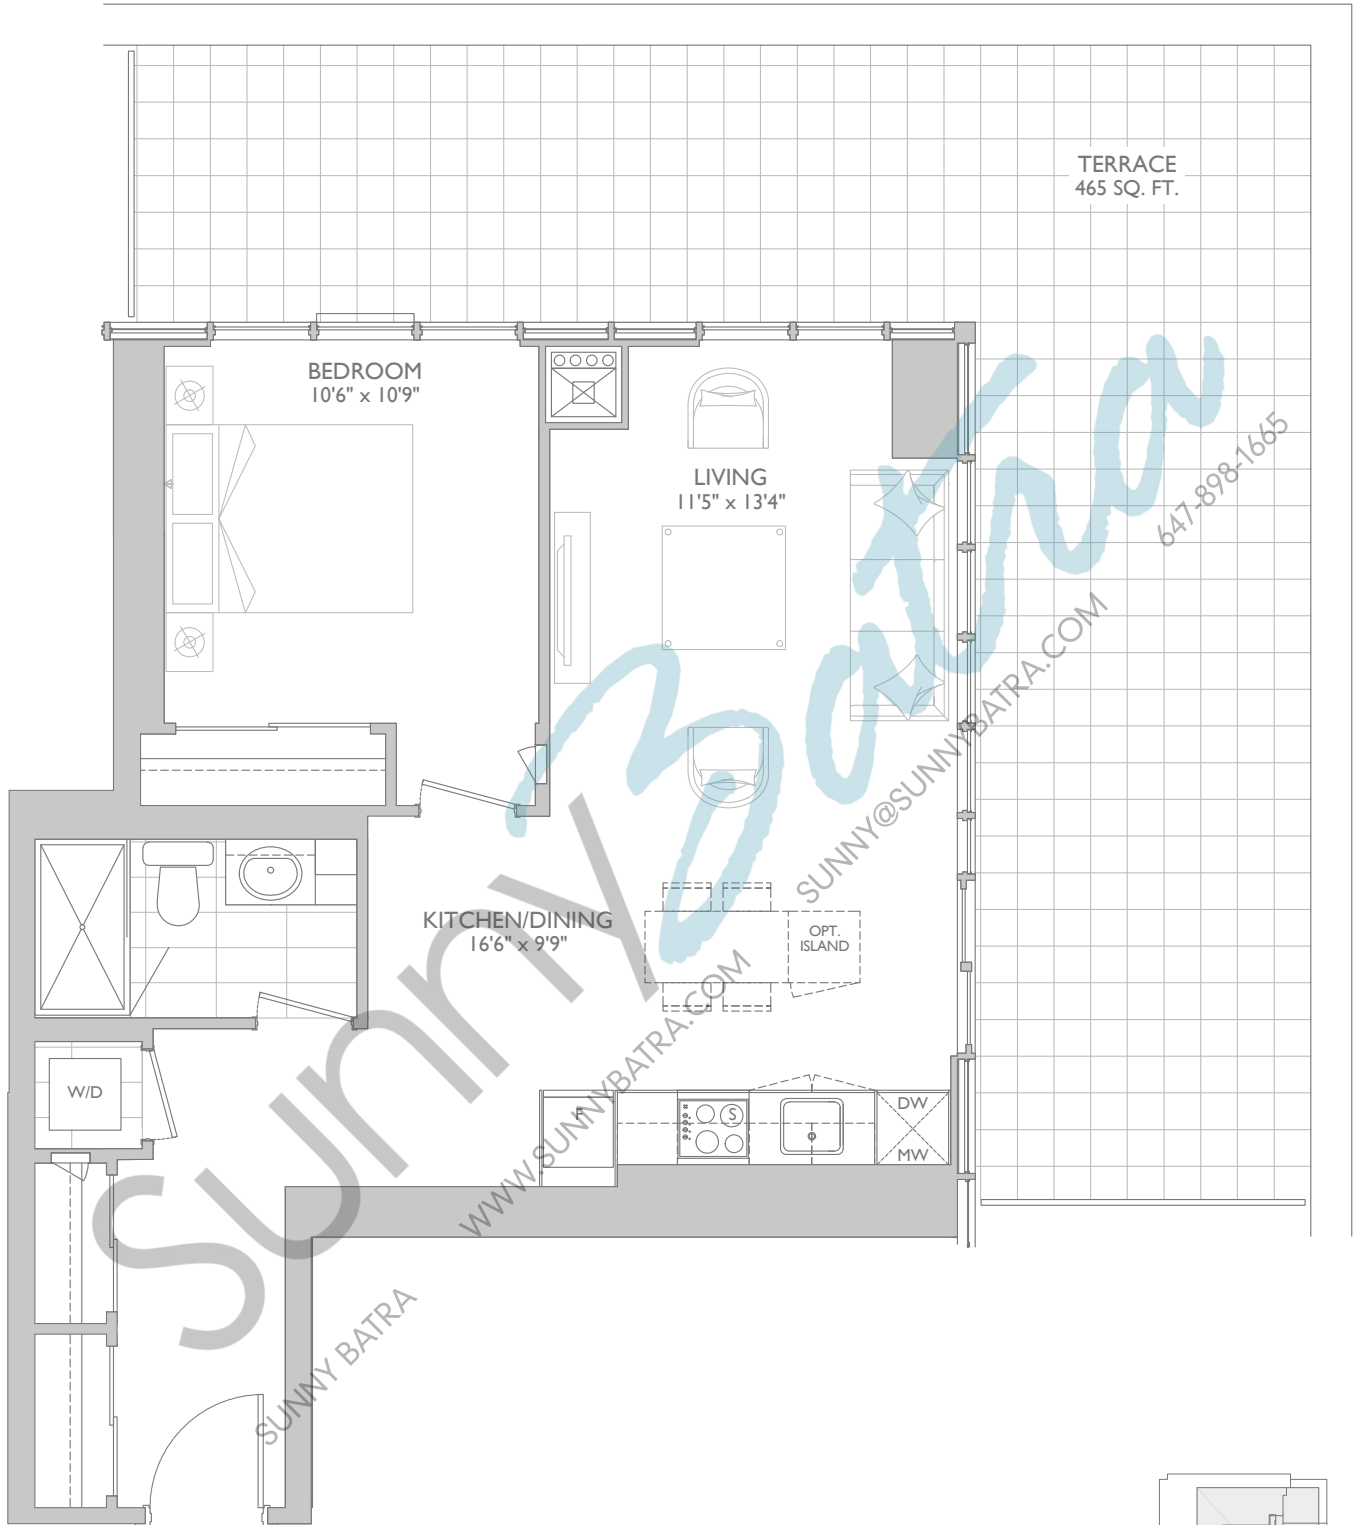 TERRACE
465 SQ. FT.
BEDROOM
10'6" x 10'9"
LIVING
11'5" x 13'4"
Sunny Batra
647-898-1665
SUNNY@SUNNYBATRA.COM
KITCHEN/DINING
16'6" x 9'9"
OPT.
ISLAND
WWW.SUNNYBATRA.COM
W/D
F
S
DW
MW
SUNNY BATRA